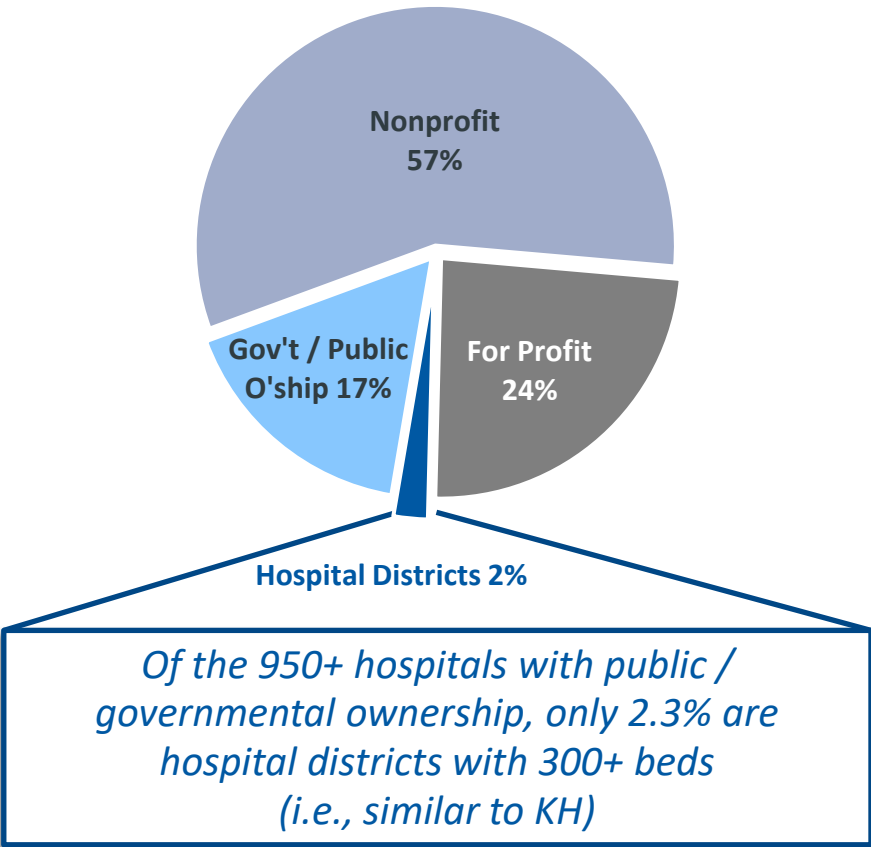 Nonprofit
57%
Gov't / Public
O'ship 17%
For Profit
24%
Hospital Districts 2%
Of the 950+ hospitals with public /
governmental ownership, only 2.3% are
hospital districts with 300+ beds
(i.e., similar to KH)